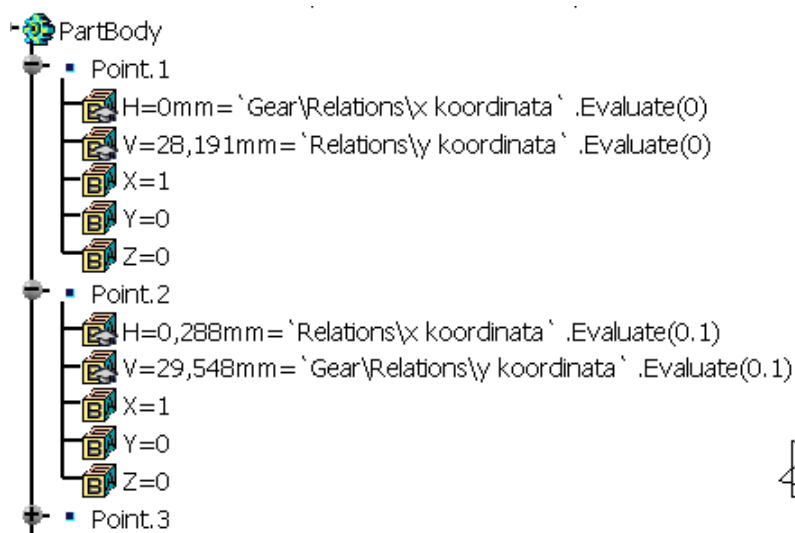 PartBody
Point.1
H=0mm=`Gear\Relations\x koordinata` .Evaluate(0)
V=28,191mm=`Relations\y koordinata` .Evaluate(0)
X=1
Y=0
Z=0
Point.2
H=0,288mm=`Relations\x koordinata` .Evaluate(0.1)
V=29,548mm=`Gear\Relations\y koordinata` .Evaluate(0.1)
X=1
Y=0
Z=0
Point.3